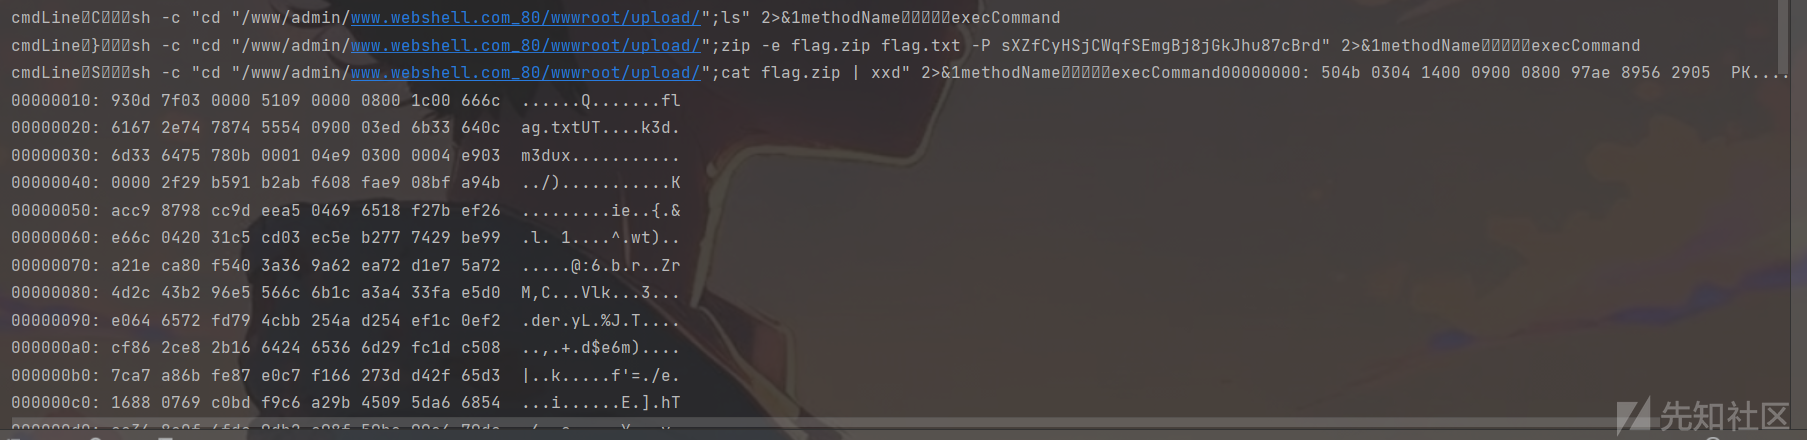 cmdLine�C���sh -c "cd "/www/admin/www.webshell.com_80/wwwroot/upload/";ls" 2>&1methodName�����execCommand
cmdLine�}���sh -c "cd "/www/admin/www.webshell.com_80/wwwroot/upload/";zip -e flag.zip flag.txt -P sXZfCyHSjCWqfSEmgBj8jGkJhu87cBrd" 2>&1methodName�����execCommand
cmdLine�S���sh -c "cd "/www/admin/www.webshell.com_80/wwwroot/upload/";cat flag.zip | xxd" 2>&1methodName�����execCommand00000000: 504b 0304 1400 0900 0800 97ae 8956 2905  PK....
00000010: 930d 7f03 0000 5109 0000 0800 1c00 666c  ......Q.......fl
00000020: 6167 2e74 7874 5554 0900 03ed 6b33 640c  ag.txtUT....k3d.
00000030: 6d33 6475 780b 0001 04e9 0300 0004 e903  m3dux...........
00000040: 0000 2f29 b591 b2ab f608 fae9 08bf a94b  ../)...........K
00000050: acc9 8798 cc9d eea5 0469 6518 f27b ef26  .........ie..{.&
00000060: e66c 0420 31c5 cd03 ec5e b277 7429 be99  .l. 1....^.wt)..
00000070: a21e ca80 f540 3a36 9a62 ea72 d1e7 5a72  .....@:6.b.r..Zr
00000080: 4d2c 43b2 96e5 566c 6b1c a3a4 33fa e5d0  M,C...Vlk...3...
00000090: e064 6572 fd79 4cbb 254a d254 ef1c 0ef2  .der.yL.%J.T....
000000a0: cf86 2ce8 2b16 6424 6536 6d29 fc1d c508  ..,.+.d$e6m)....
000000b0: 7ca7 a86b fe87 e0c7 f166 273d d42f 65d3  |..k.....f'=./e.
000000c0: 1688 0769 c0bd f9c6 a29b 4509 5da6 6854  ...i......E.].hT
先知社区